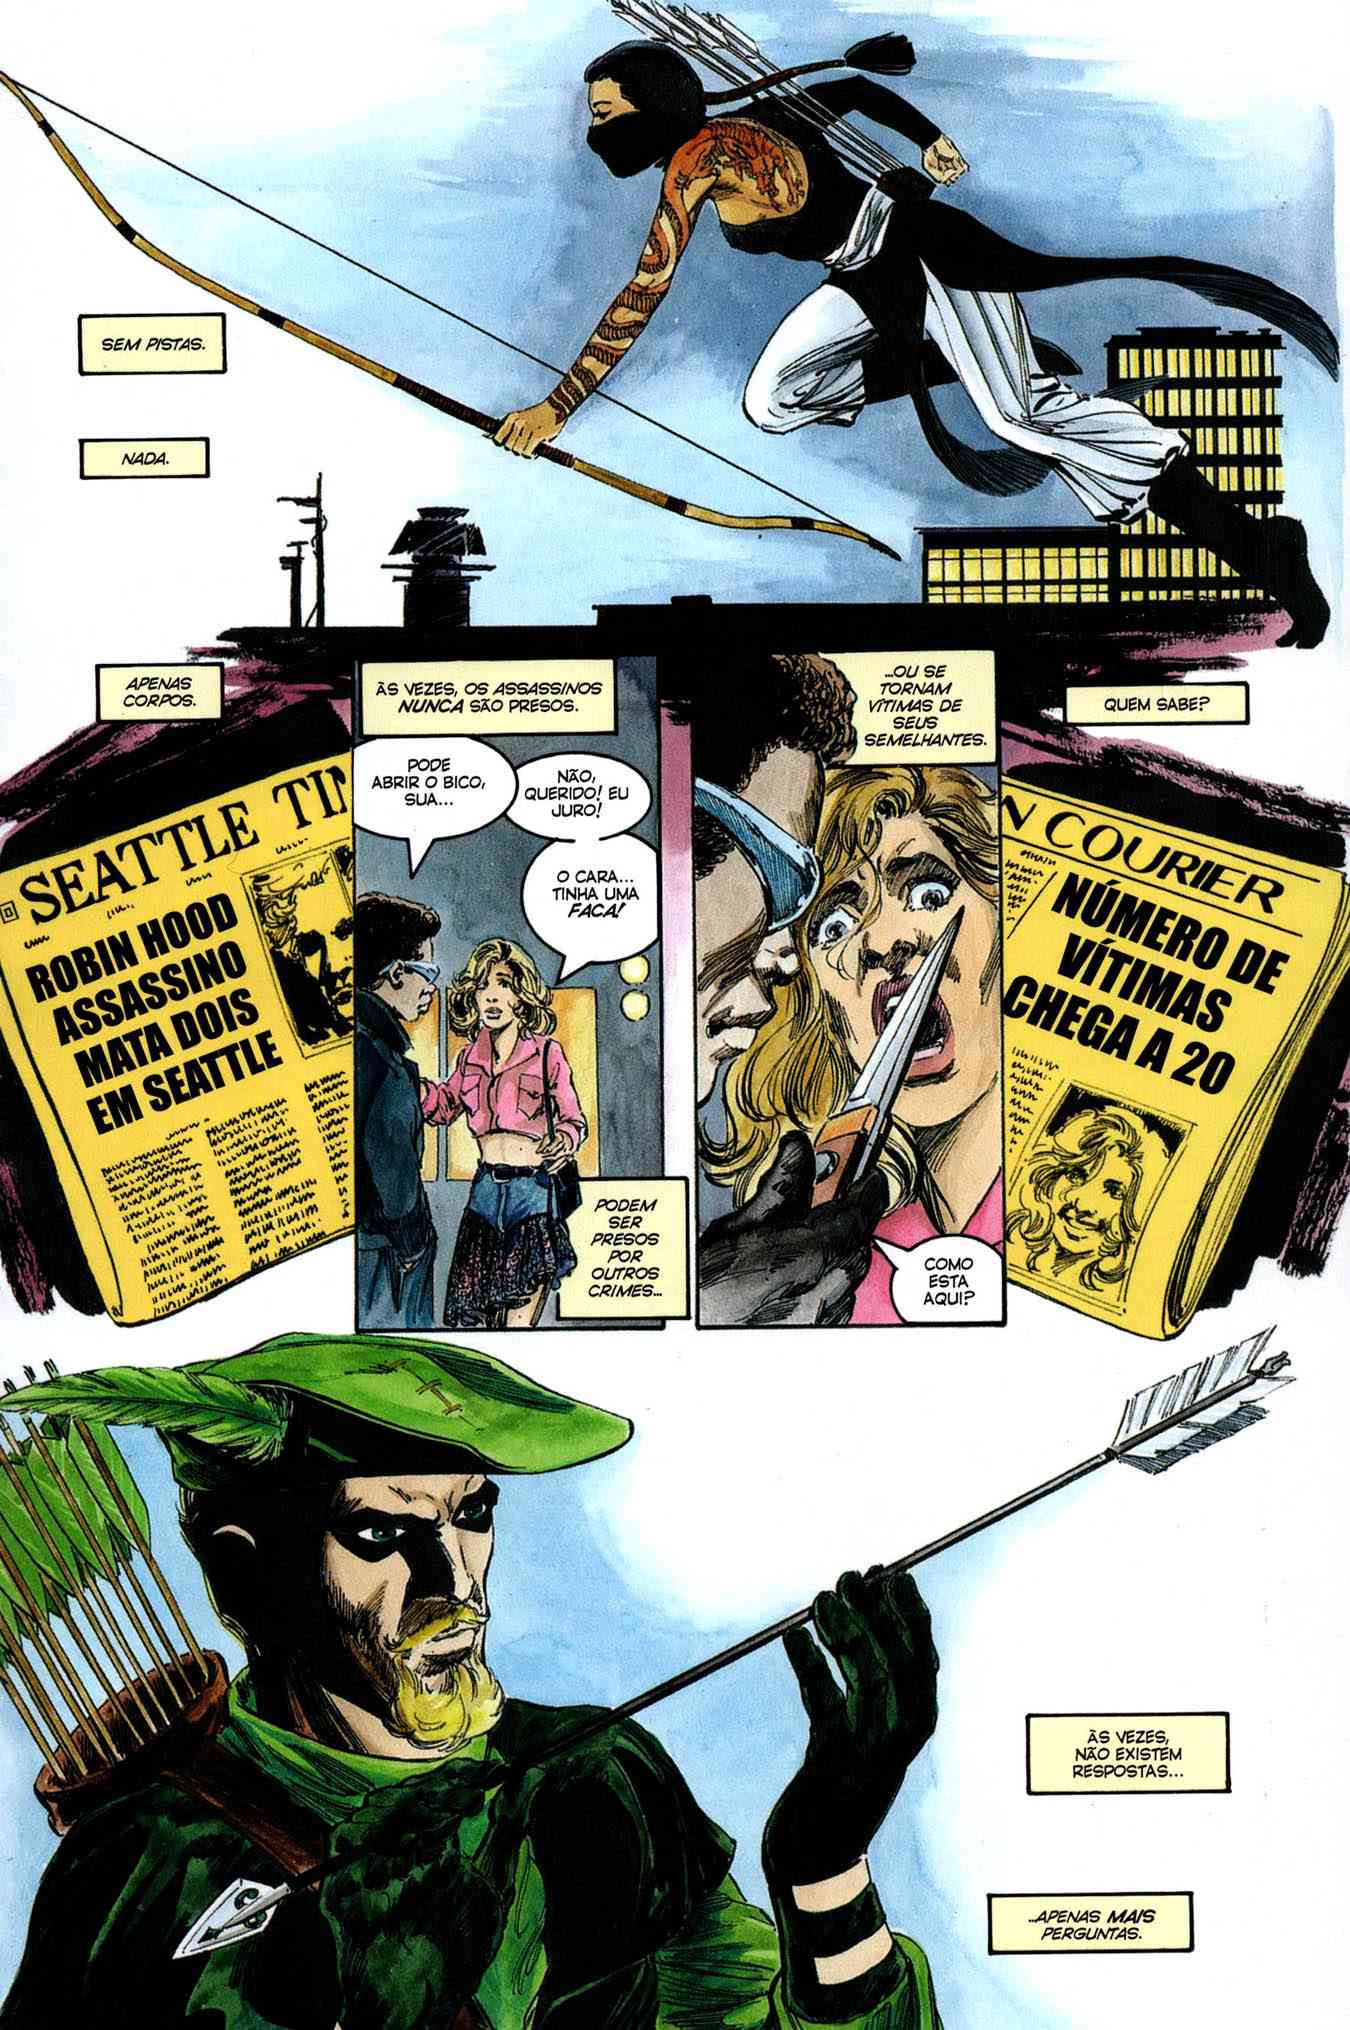 SEM PISTAS.
NADA.
APENAS
CORPOS.
SEATTLE TI
ROBIN HOOD
ASSASSINO
MATA DOIS
EM SEATTLE
ÀS VEZES, OS ASSASSINOS
NUNCA SÃO PRESOS.
PODE
ABRIR O BICO,
SUA...
NÃO,
QUERIDO! EU
JURO!
O CARA...
TINHA UMA
FACA!
PODEM
SER
PRESOS
POR
OUTROS
CRIMES...
...OU SE
TORNAM
VÍTIMAS DE
SEUS
SEMELHANTES.
COMO
ESTA
AQUI?
QUEM SABE?
N COURIER
NÚMERO DE
VÍTIMAS
CHEGA A 20
ÀS VEZES,
NÃO EXISTEM
RESPOSTAS...
...APENAS MAIS
PERGUNTAS.